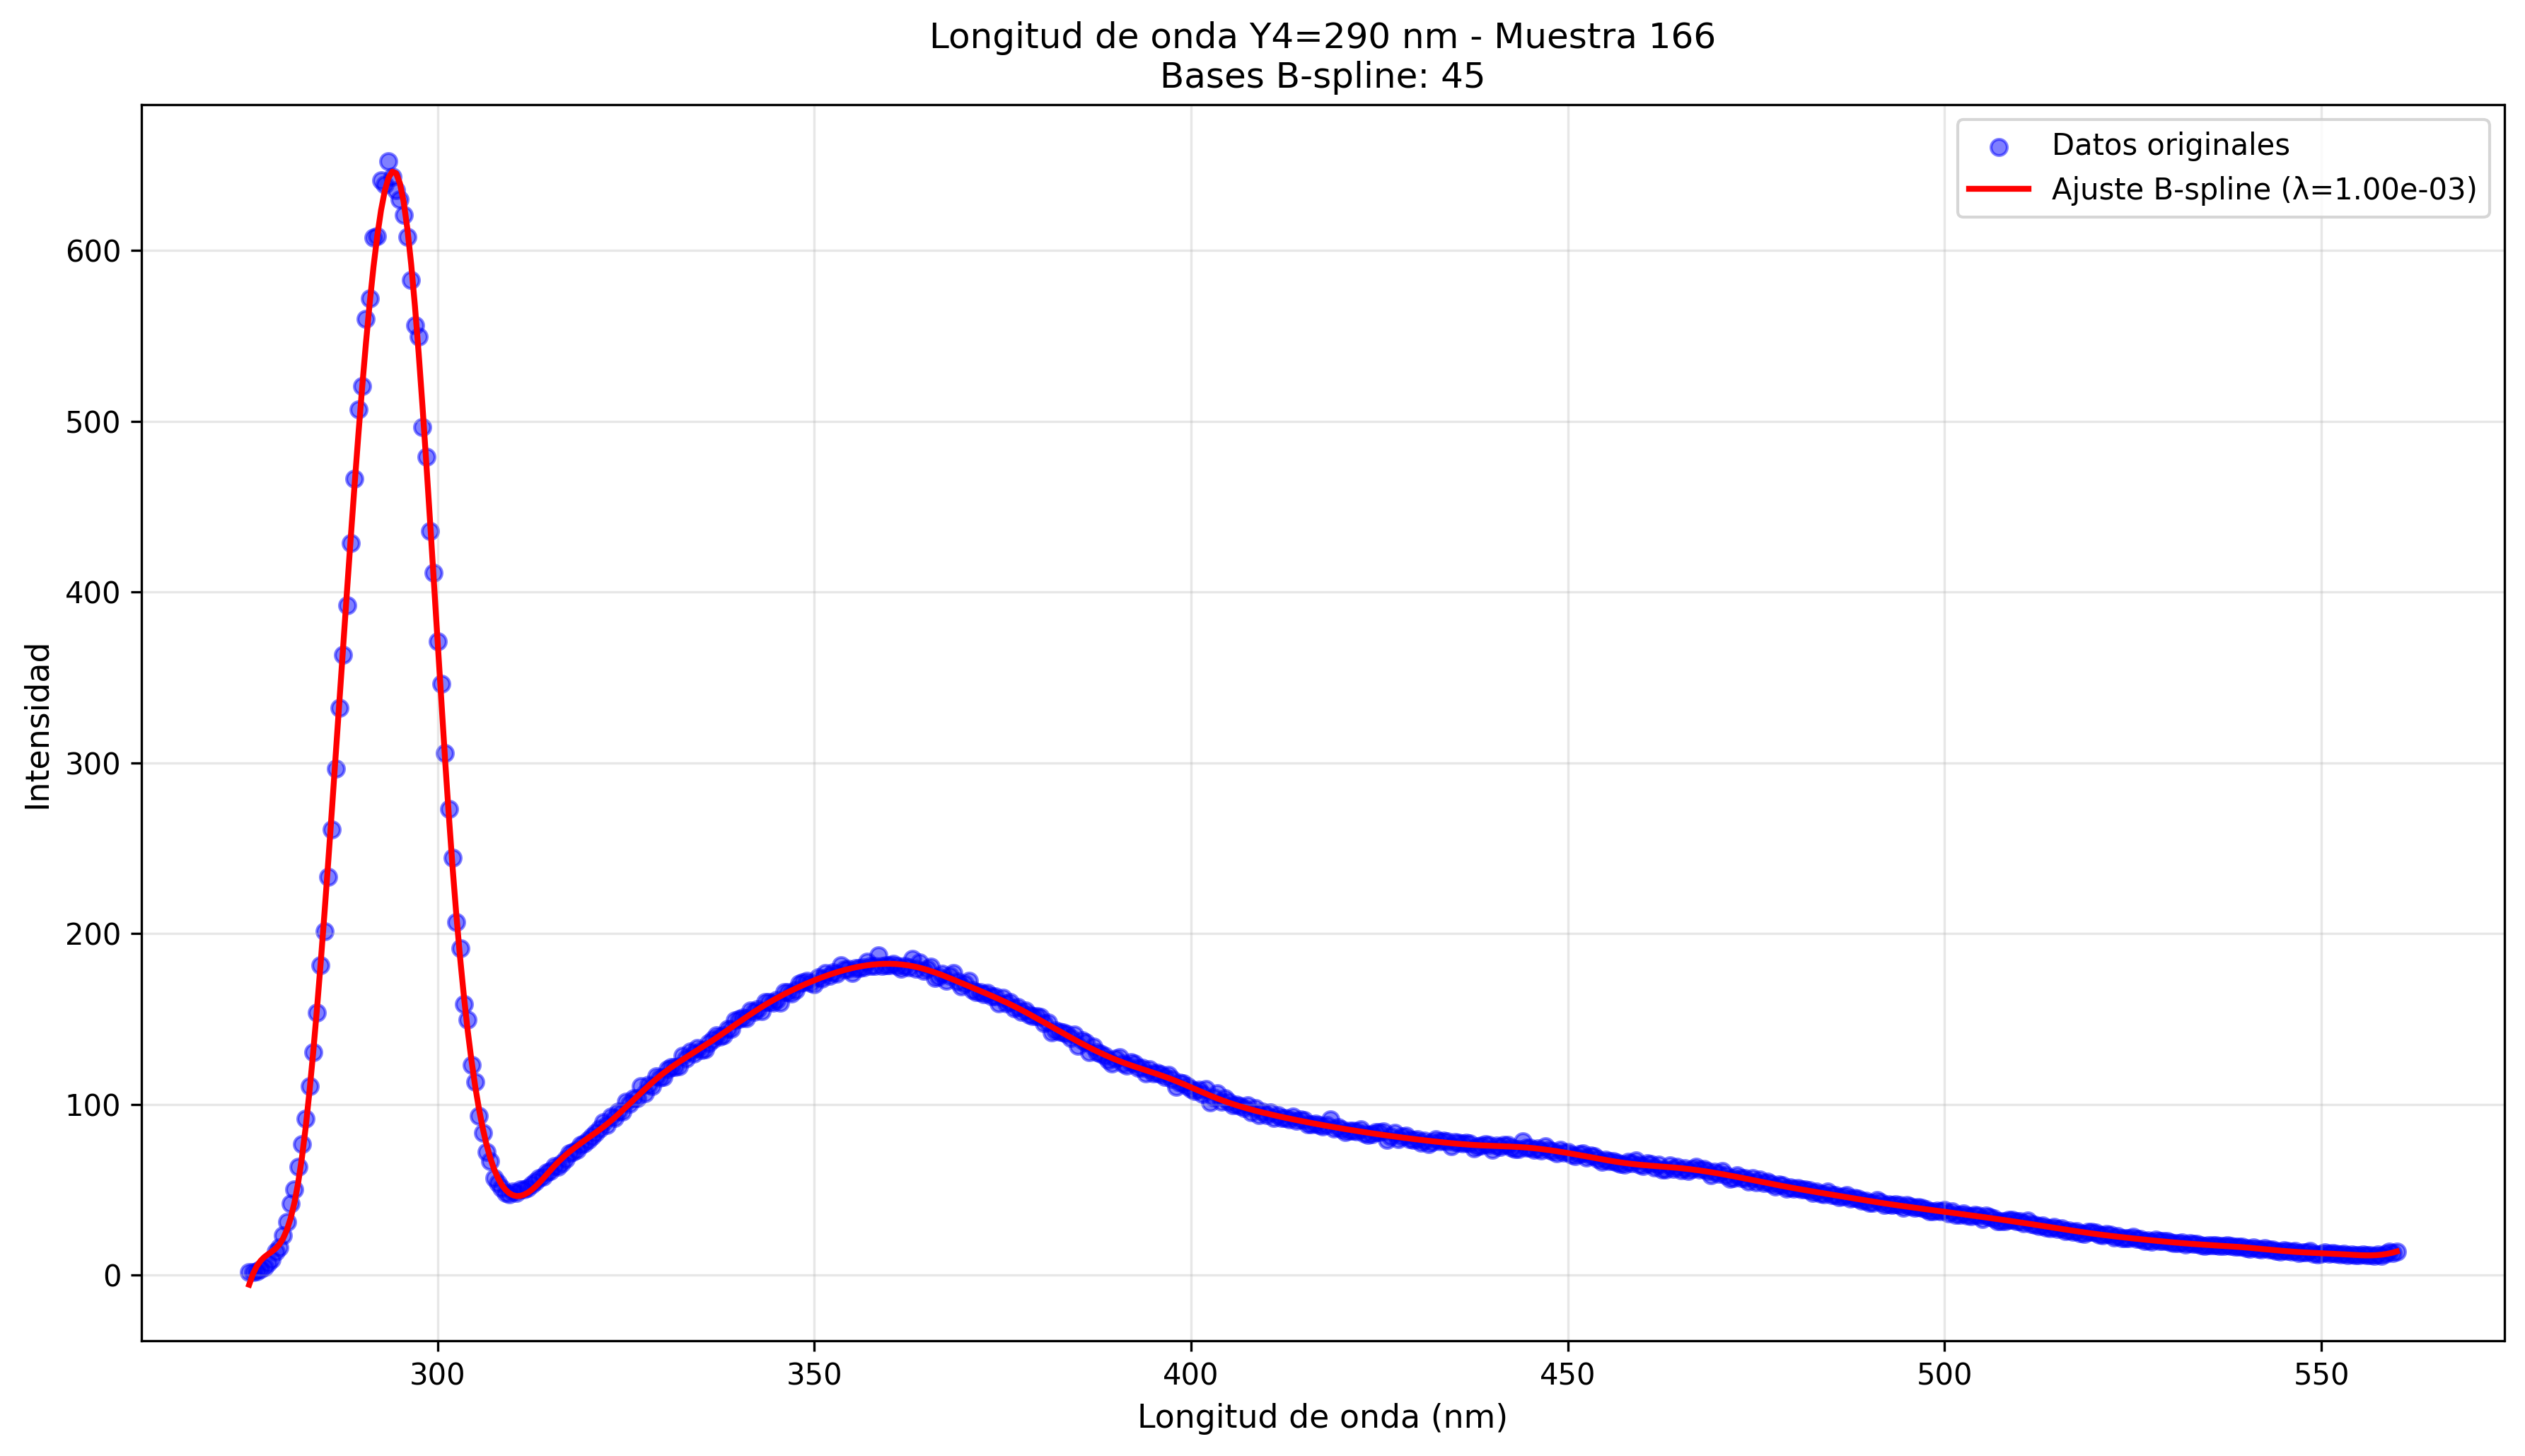 Longitud de onda Y4=290 nm - Muestra 166
Bases B-spline: 45
Datos originales
Ajuste B-spline (λ=1.00e-03)
Intensidad
600
500
400
300
200
100
0
300 350 400 450 500 550
Longitud de onda (nm)